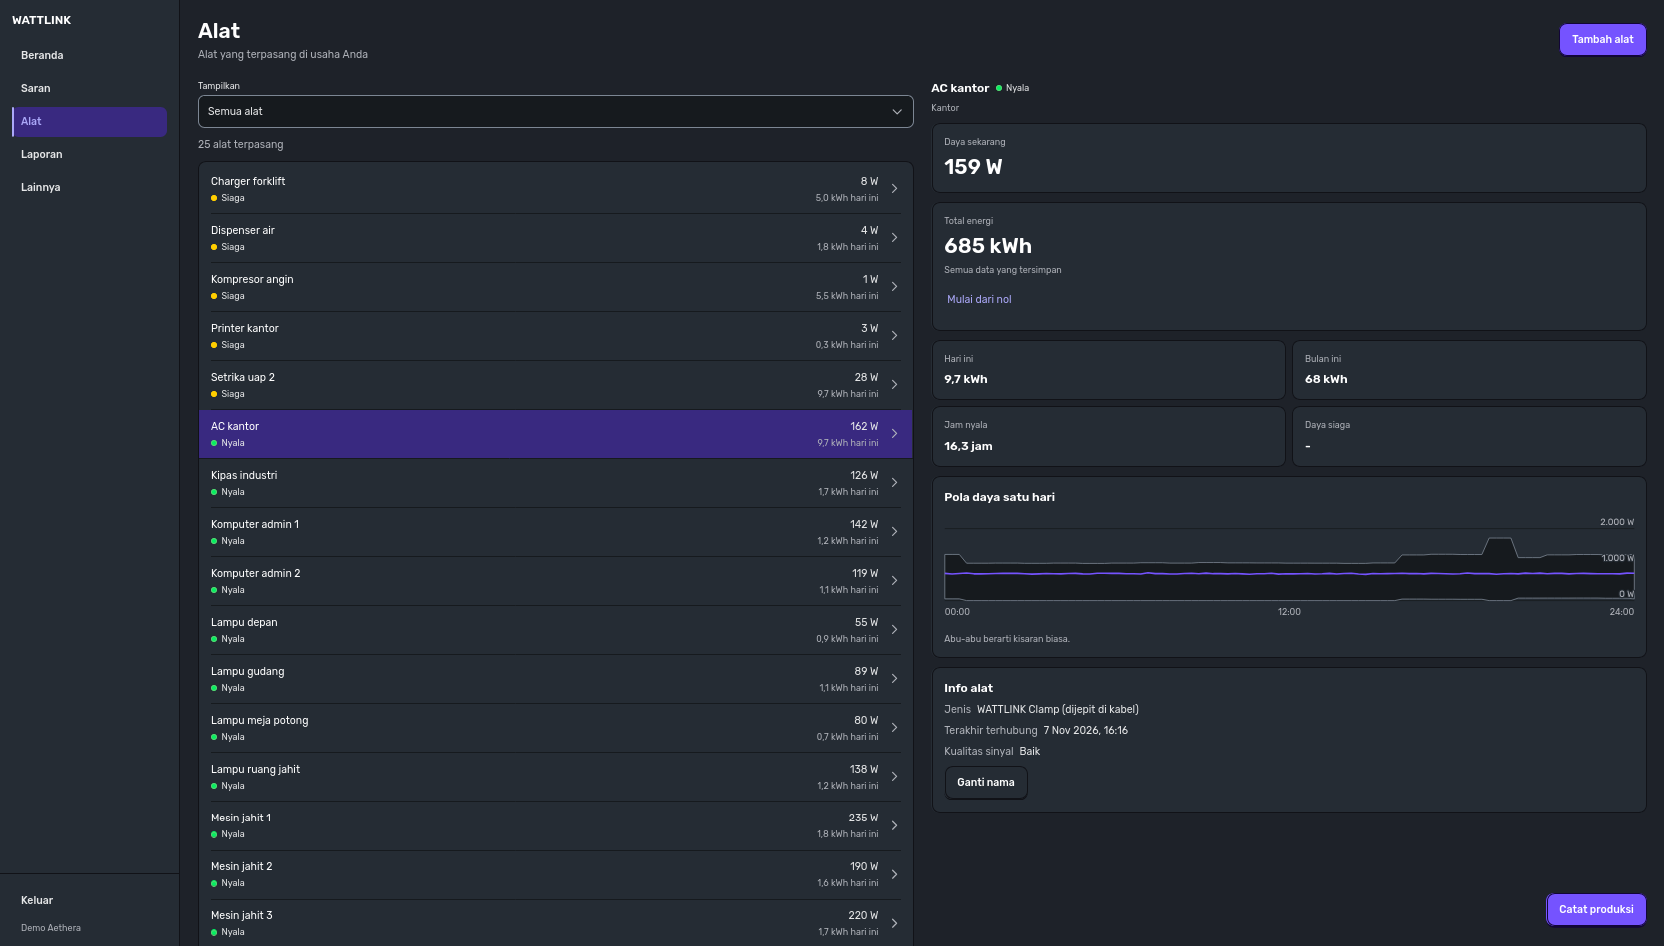 WATTLINK
Beranda
Saran
Alat
Laporan
Lainnya
Keluar
Demo Aethera
Alat
Alat yang terpasang di usaha Anda
Tambah alat
Tampilkan
Semua alat
25 alat terpasang
Charger forklift
8 W
Siaga
5,0 kWh hari ini
Dispenser air
4 W
Siaga
1,8 kWh hari ini
Kompresor angin
1 W
Siaga
5,5 kWh hari ini
Printer kantor
3 W
Siaga
0,3 kWh hari ini
Setrika uap 2
28 W
Siaga
9,7 kWh hari ini
AC kantor
162 W
Nyala
9,7 kWh hari ini
Kipas industri
126 W
Nyala
1,7 kWh hari ini
Komputer admin 1
142 W
Nyala
1,2 kWh hari ini
Komputer admin 2
119 W
Nyala
1,1 kWh hari ini
Lampu depan
55 W
Nyala
0,9 kWh hari ini
Lampu gudang
89 W
Nyala
1,1 kWh hari ini
Lampu meja potong
80 W
Nyala
0,7 kWh hari ini
Lampu ruang jahit
138 W
Nyala
1,2 kWh hari ini
Mesin jahit 1
235 W
Nyala
1,8 kWh hari ini
Mesin jahit 2
190 W
Nyala
1,6 kWh hari ini
Mesin jahit 3
220 W
Nyala
1,7 kWh hari ini
AC kantor
Nyala
Kantor
Daya sekarang
159 W
Total energi
685 kWh
Semua data yang tersimpan
Mulai dari nol
Hari ini
9,7 kWh
Bulan ini
68 kWh
Jam nyala
16,3 jam
Daya siaga
-
Pola daya satu hari
2.000 W
1.000 W
0 W
00:00
12:00
24:00
Abu-abu berarti kisaran biasa.
Info alat
Jenis WATTLINK Clamp (dijepit di kabel)
Terakhir terhubung 7 Nov 2026, 16:16
Kualitas sinyal Baik
Ganti nama
Catat produksi